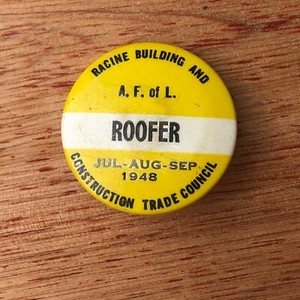 RACINE BUILDING AND
A. F. of L.
ROOFER
JUL-AUG-SEP
1948
CONSTRUCTION TRADE COUNCIL